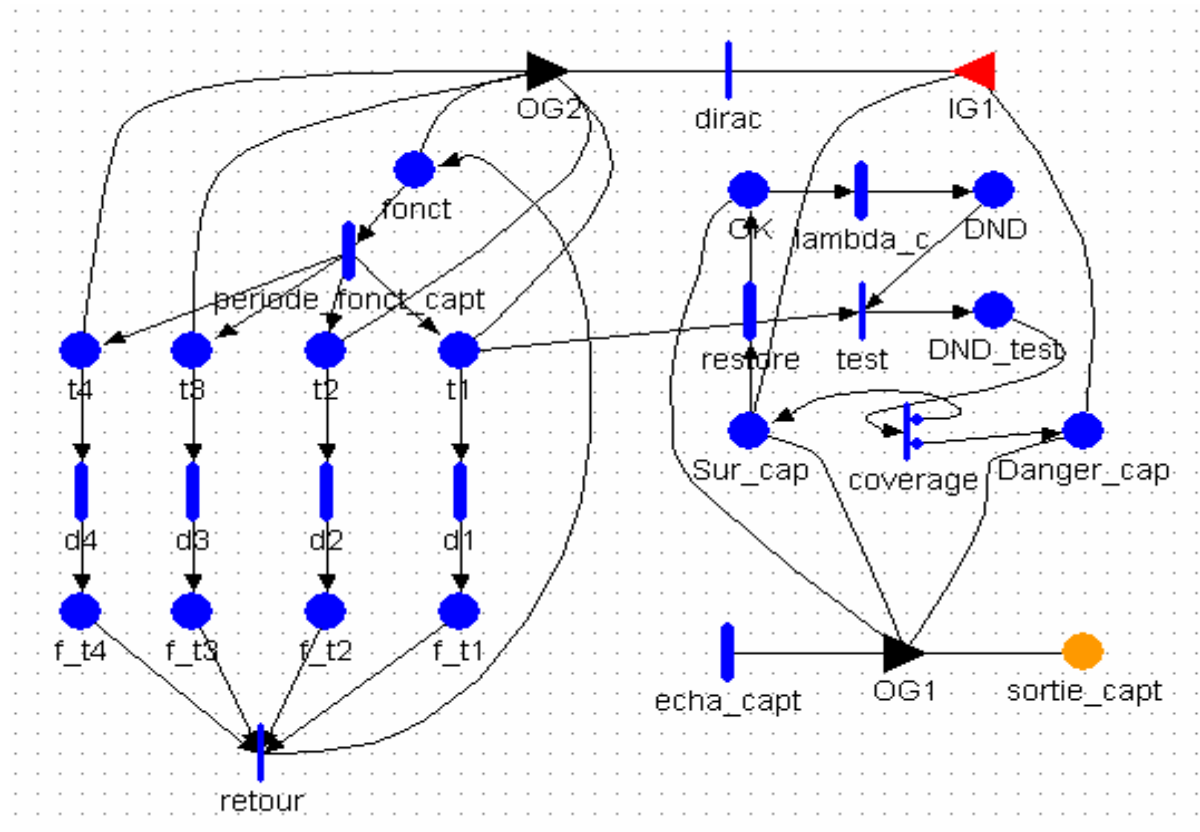 OG2
dirac
IG1
fonct
OK
lambda_c
DND
periode_fonct_capt
t4
t3
t2
t1
restore
test
DND_test
Sur_cap
coverage
Danger_cap
d4
d3
d2
d1
f_t4
f_t3
f_t2
f_t1
echa_capt
OG1
sortie_capt
retour